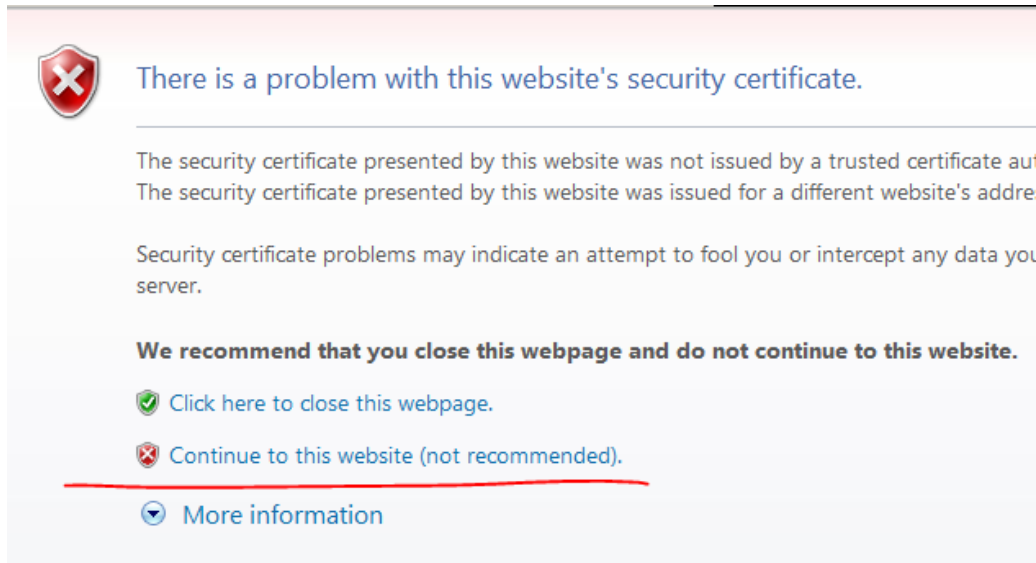 There is a problem with this website's security certificate.
The security certificate presented by this website was not issued by a trusted certificate
The security certificate presented by this website was issued for a different website's
Security certificate problems may indicate an attempt to fool you or intercept any data
server.
We recommend that you close this webpage and do not continue to this website.
Click here to close this webpage.
Continue to this website (not recommended).
More information